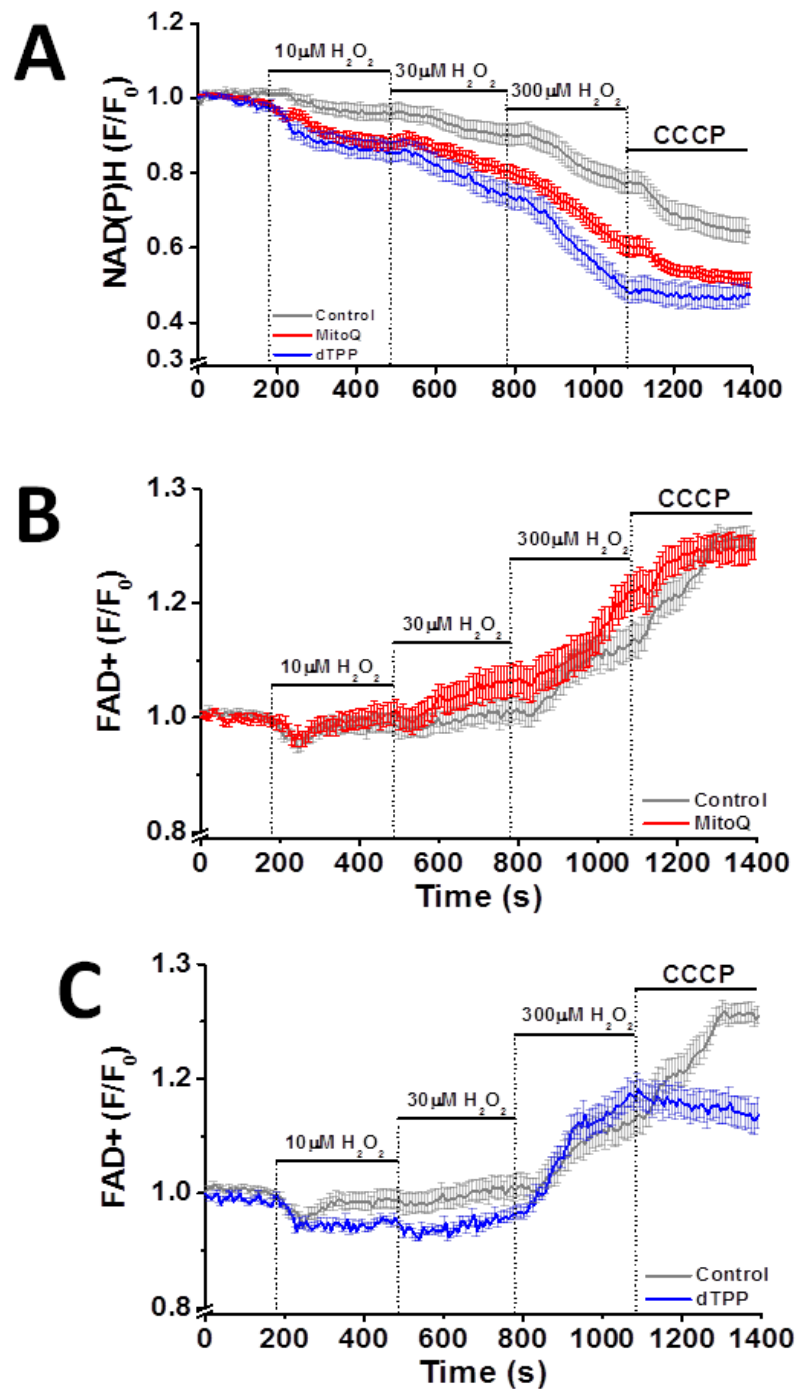 A
NAD(P)H (F/F₀)
1.2
1.0
0.8
0.6
0.4
0.3
10µM H₂O₂
30µM H₂O₂
300µM H₂O₂
CCCP
Control
MitoQ
dTPP
0 200 400 600 800 1000 1200 1400
B
FAD+ (F/F₀)
1.3
1.2
1.0
0.8
10µM H₂O₂
30µM H₂O₂
300µM H₂O₂
CCCP
Control
MitoQ
0 200 400 600 800 1000 1200 1400
Time (s)
C
FAD+ (F/F₀)
1.3
1.2
1.0
0.8
10µM H₂O₂
30µM H₂O₂
300µM H₂O₂
CCCP
Control
dTPP
0 200 400 600 800 1000 1200 1400
Time (s)